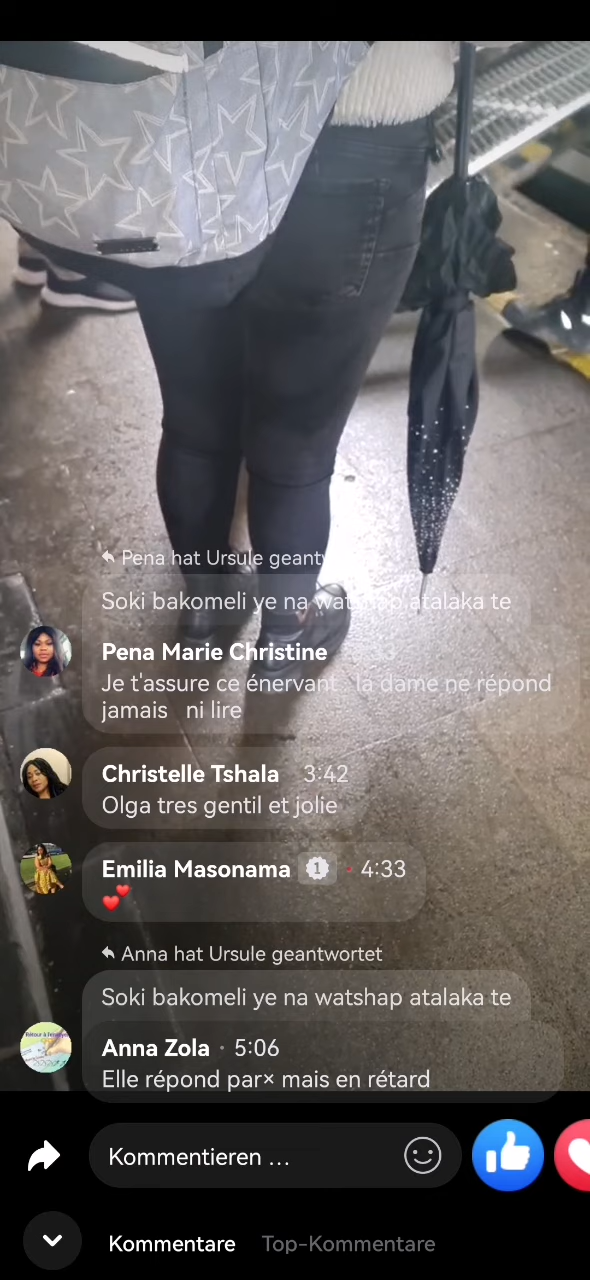 Pena hat Ursule geantw
Soki bakomeli ye na watshap atalaka te
Pena Marie Christine
Je t'assure ce énervant la dame ne répond
jamais ni lire
Christelle Tshala 3:42
Olga tres gentil et jolie
Emilia Masonama 1 · 4:33
💕
Anna hat Ursule geantwortet
Soki bakomeli ye na watshap atalaka te
Rétour à l'
Anna Zola · 5:06
Elle répond par× mais en rétard
Kommentieren ...
Kommentare Top-Kommentare